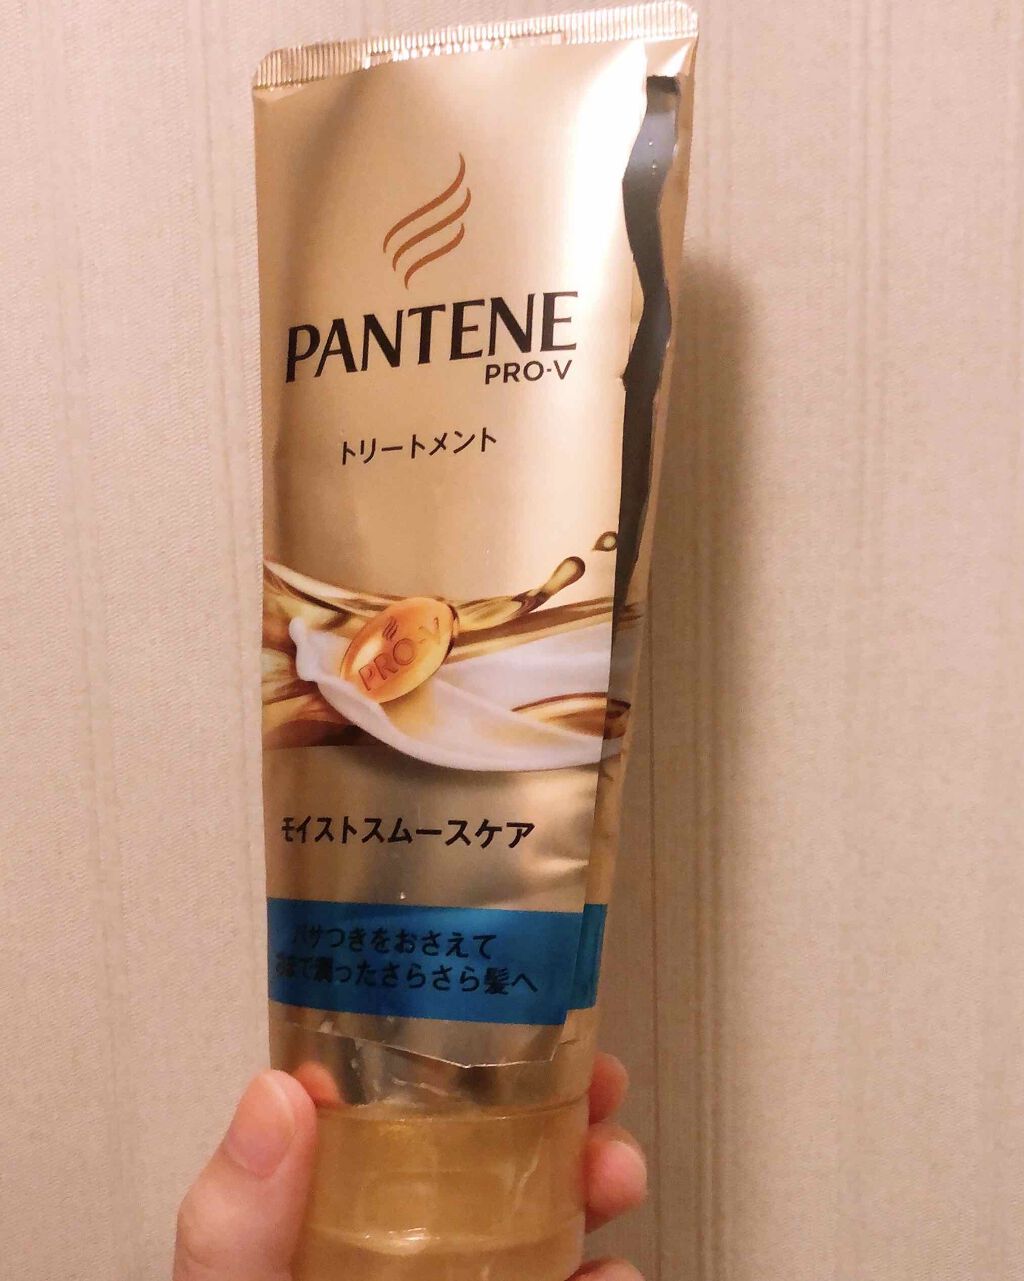 PANTENE
PRO-V
トリートメント
PRO-V
モイストスムースケア
パサつきをおさえて
まで潤ったさらさら髪へ